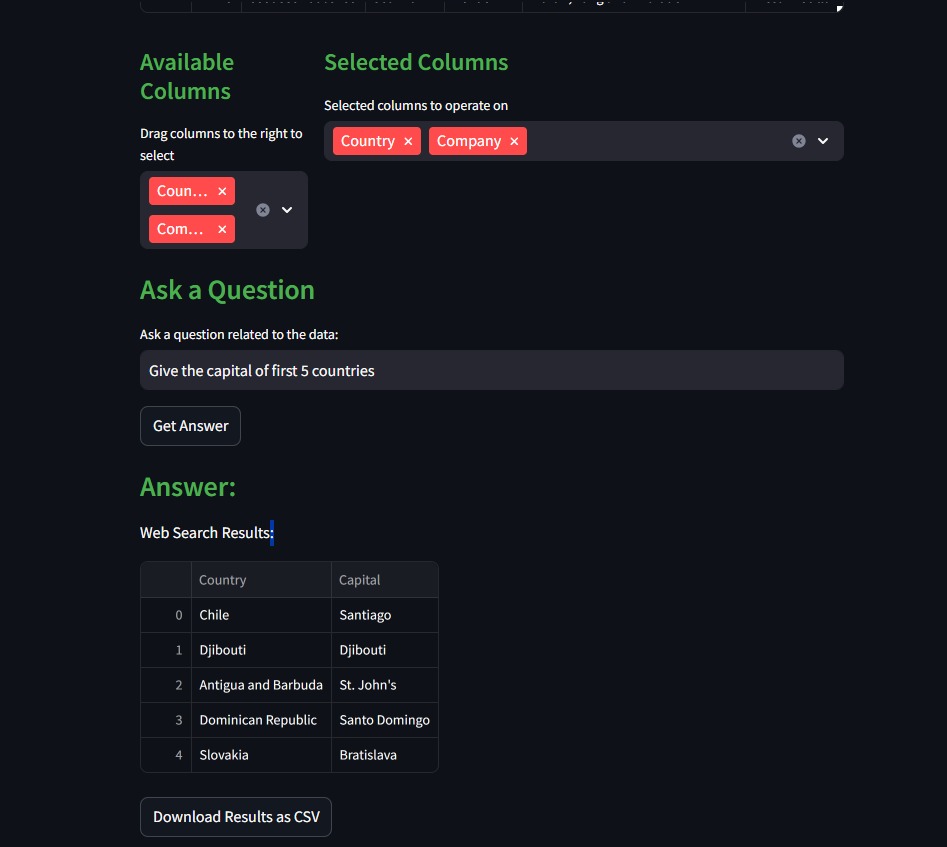 Available
Columns
Drag columns to the right to
select
Coun...
Com...
Selected Columns
Selected columns to operate on
Country
Company
Ask a Question
Ask a question related to the data:
Give the capital of first 5 countries
Get Answer
Answer:
Web Search Results:
Country Capital
0 Chile Santiago
1 Djibouti Djibouti
2 Antigua and Barbuda St. John's
3 Dominican Republic Santo Domingo
4 Slovakia Bratislava
Download Results as CSV